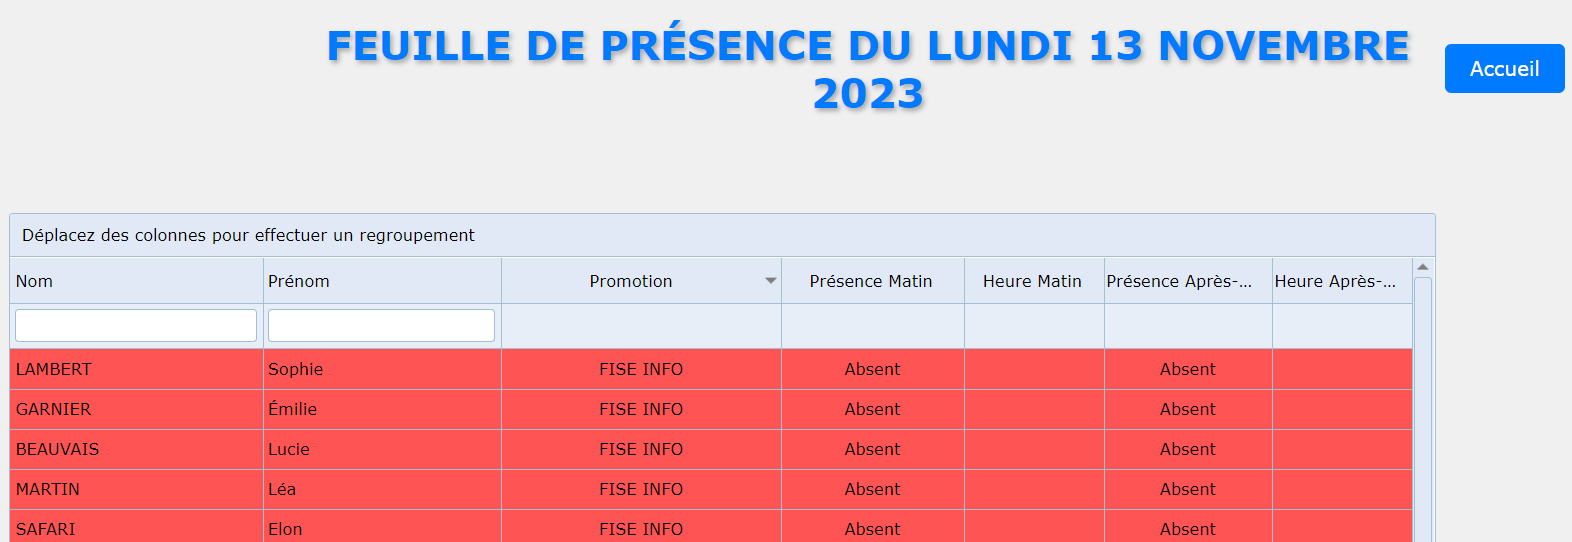 FEUILLE DE PRÉSENCE DU LUNDI 13 NOVEMBRE
2023
Accueil
Déplacez des colonnes pour effectuer un regroupement
Nom Prénom Promotion Présence Matin Heure Matin Présence Après-... Heure Après-...
LAMBERT Sophie FISE INFO Absent Absent
GARNIER Émilie FISE INFO Absent Absent
BEAUVAIS Lucie FISE INFO Absent Absent
MARTIN Léa FISE INFO Absent Absent
SAFARI Elon FISE INFO Absent Absent